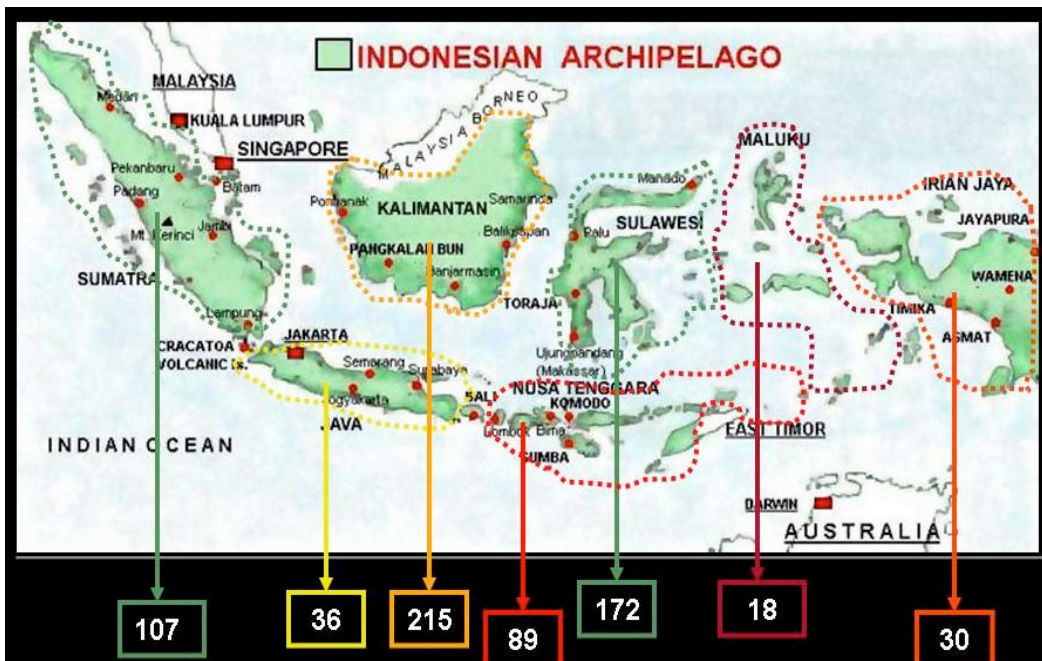 INDONESIAN ARCHIPELAGO
MALAYSIA
Medan
KUALA LUMPUR
SINGAPORE
MALAYSIA BORNEO
MALUKU
Pekanbaru
Padang
Batam
Manado
IRIAN JAYA
Pontianak
KALIMANTAN
Samarinda
SULAWESI
JAYAPURA
Mt. Kerinci
Jambi
Palu
Balikpapan
PANGKALAN BUN
SUMATRA
Banjarmasin
TORAJA
WAMENA
TIMIKA
Lampung
ASMAT
CRACATOA
VOLCANIC Is.
JAKARTA
Semarang
Surabaya
Ujungpandang
(Makassar)
NUSA TENGGARA
Yogyakarta
BALI
KOMODO
JAVA
Lombok
Bima
EAST TIMOR
INDIAN OCEAN
SUMBA
DARWIN
AUSTRALIA
107
36
215
89
172
18
30